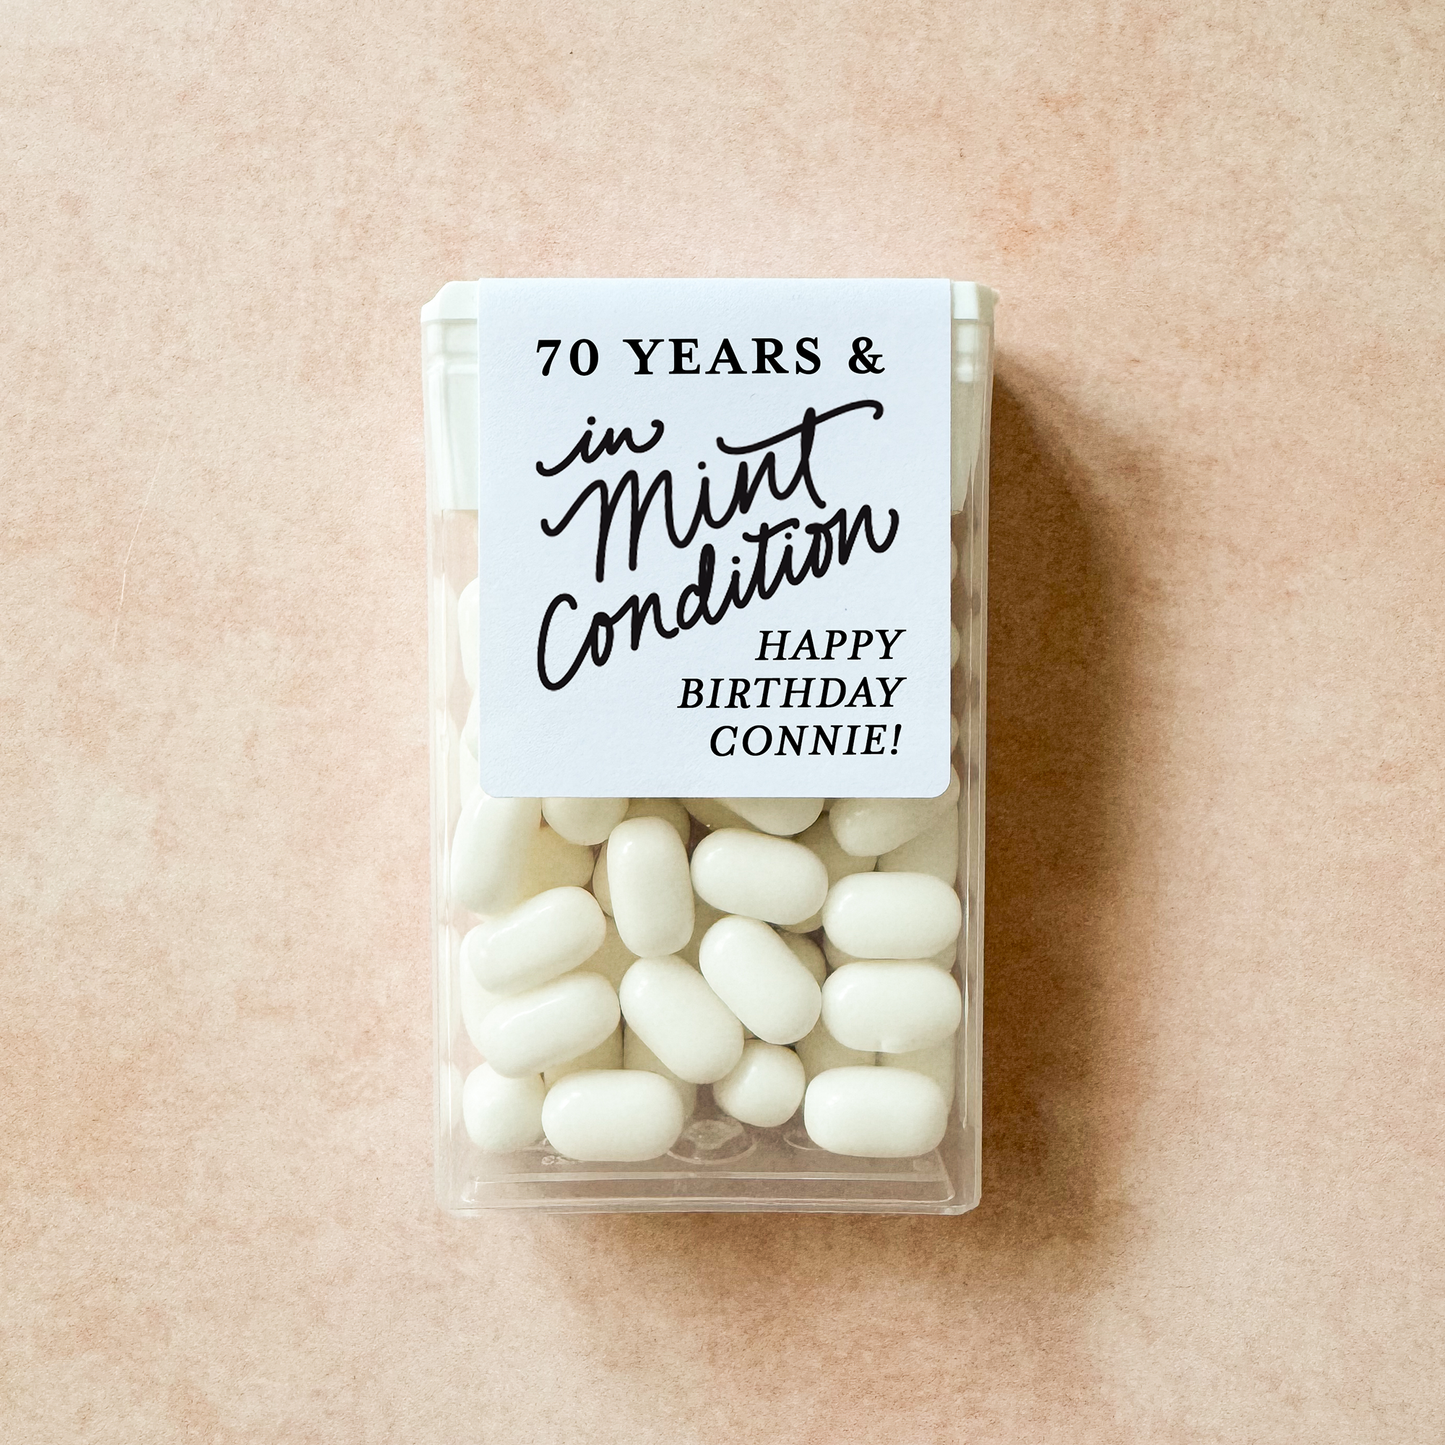 70 YEARS &
in
Mint
Condition
HAPPY
BIRTHDAY
CONNIE!